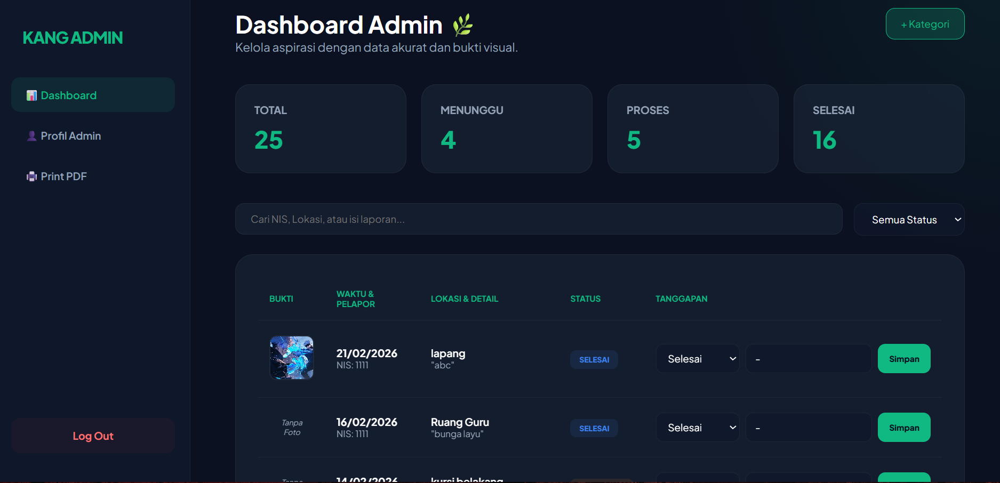 KANG ADMIN
Dashboard
Profil Admin
Print PDF
Log Out
Dashboard Admin
Kelola aspirasi dengan data akurat dan bukti visual.
+ Kategori
TOTAL
25
MENUNGGU
4
PROSES
5
SELESAI
16
Cari NIS, Lokasi, atau isi laporan...
Semua Status
BUKTI
WAKTU &
PELAPOR
LOKASI & DETAIL
STATUS
TANGGAPAN
21/02/2026
NIS: 1111
lapang
"abc"
SELESAI
Selesai
-
Simpan
Tanpa
Foto
16/02/2026
NIS: 1111
Ruang Guru
"bunga layu"
SELESAI
Selesai
-
Simpan
Tanpa
14/02/2026
kursi belakang